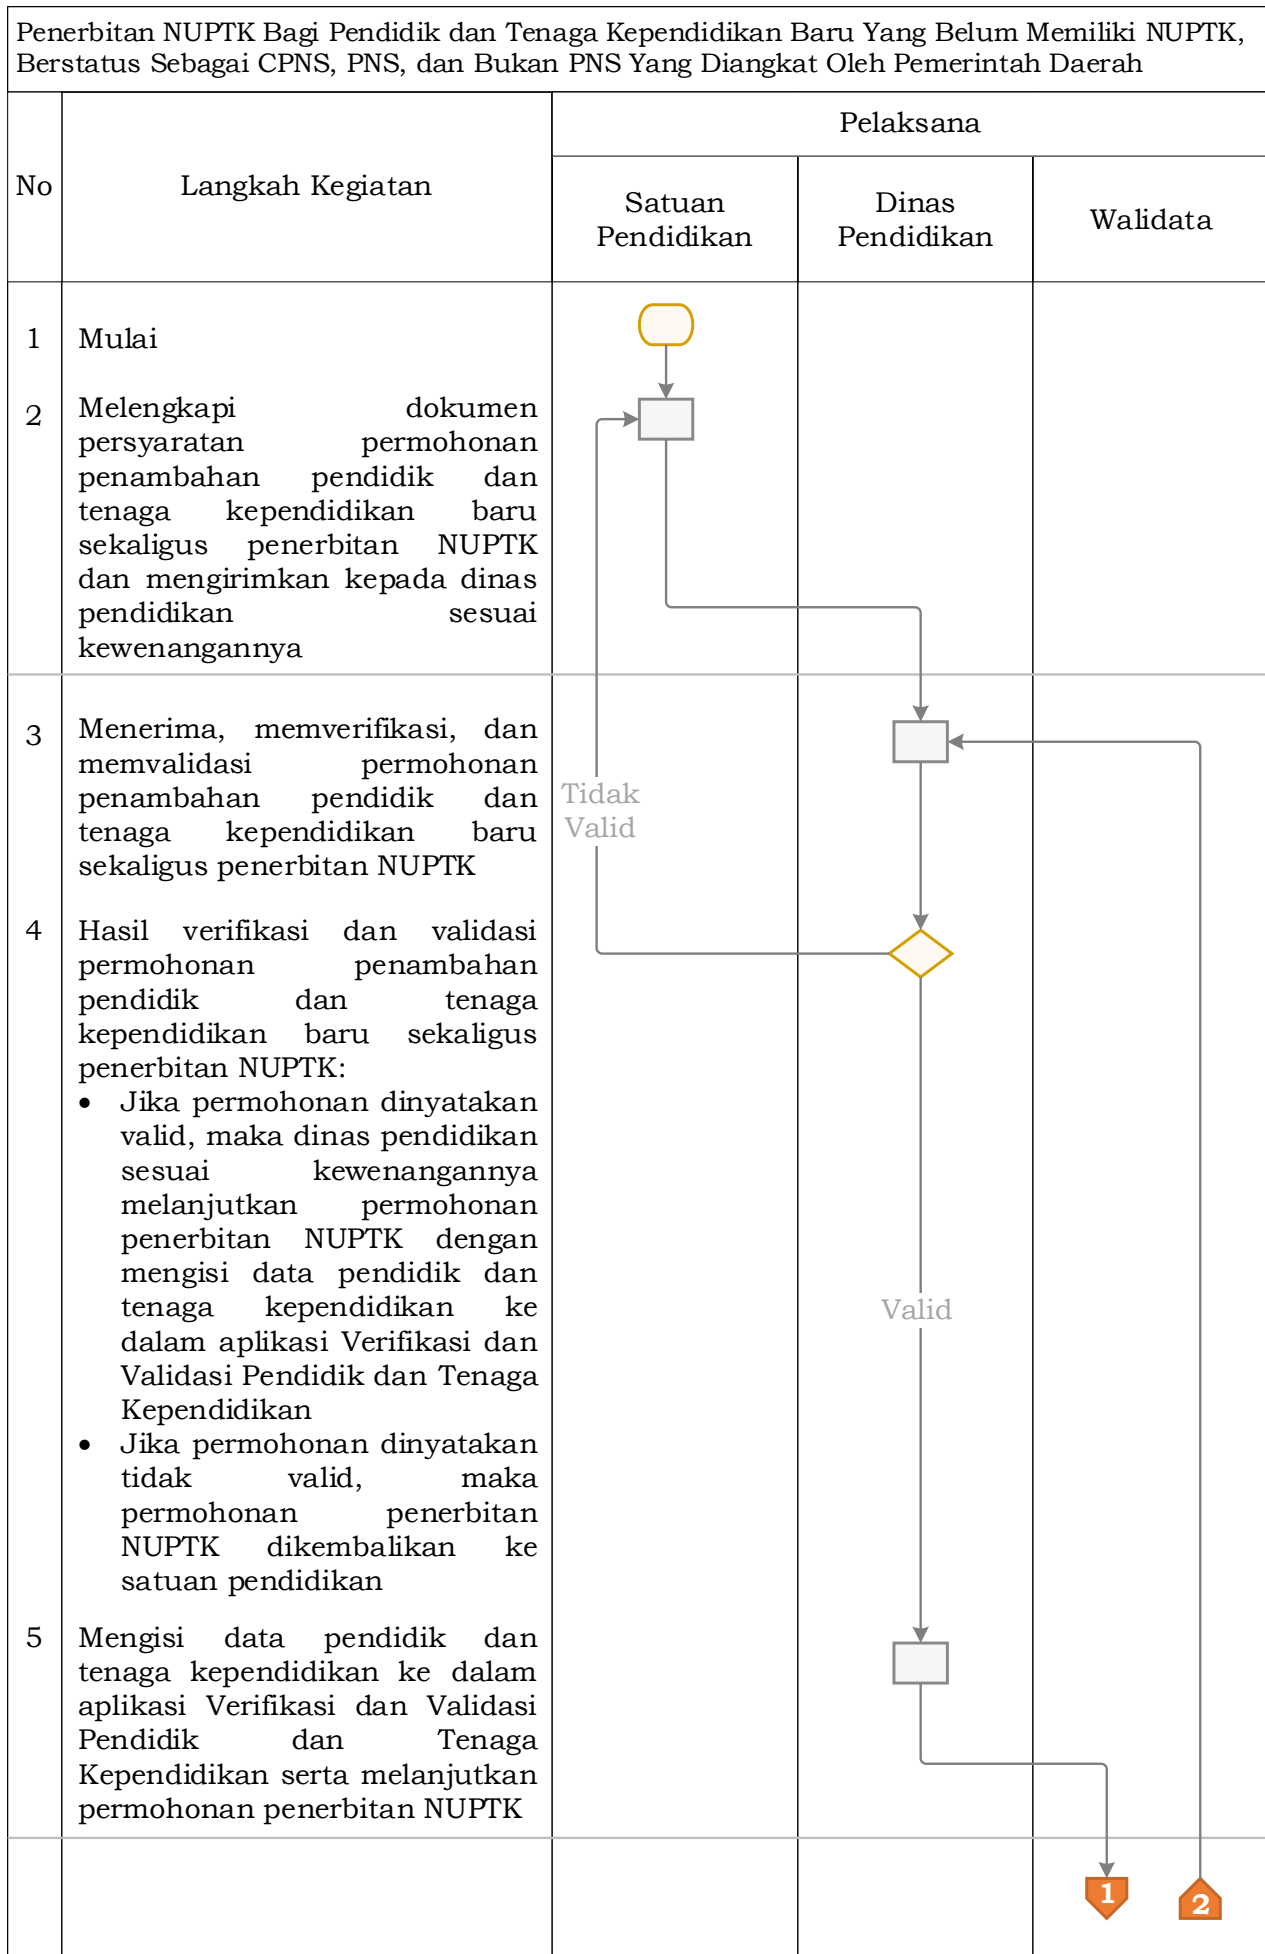 Penerbitan NUPTK Bagi Pendidik dan Tenaga Kependidikan Baru Yang Belum Memiliki NUPTK,
Berstatus Sebagai CPNS, PNS, dan Bukan PNS Yang Diangkat Oleh Pemerintah Daerah
No
Langkah Kegiatan
Pelaksana
Satuan
Pendidikan
Dinas
Pendidikan
Walidata
1
Mulai
2
Melengkapi dokumen
persyaratan permohonan
penambahan pendidik dan
tenaga kependidikan baru
sekaligus penerbitan NUPTK
dan mengirimkan kepada dinas
pendidikan sesuai
kewenangannya
3
Menerima, memverifikasi, dan
memvalidasi permohonan
penambahan pendidik dan
tenaga kependidikan baru
sekaligus penerbitan NUPTK
Tidak
Valid
4
Hasil verifikasi dan validasi
permohonan penambahan
pendidik dan tenaga
kependidikan baru sekaligus
penerbitan NUPTK:
• Jika permohonan dinyatakan
valid, maka dinas pendidikan
sesuai kewenangannya
melanjutkan permohonan
penerbitan NUPTK dengan
mengisi data pendidik dan
tenaga kependidikan ke
dalam aplikasi Verifikasi dan
Validasi Pendidik dan Tenaga
Kependidikan
• Jika permohonan dinyatakan
tidak valid, maka
permohonan penerbitan
NUPTK dikembalikan ke
satuan pendidikan
Valid
5
Mengisi data pendidik dan
tenaga kependidikan ke dalam
aplikasi Verifikasi dan Validasi
Pendidik dan Tenaga
Kependidikan serta melanjutkan
permohonan penerbitan NUPTK
1
2